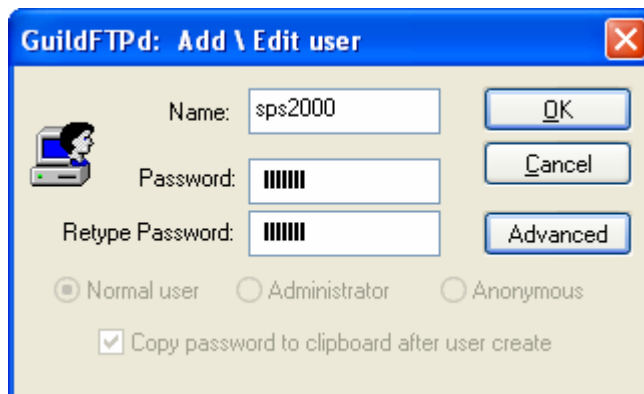 GuildFTPd: Add \ Edit user
Name: sps2000 OK
Password: Cancel
Retype Password: Advanced
Normal user Administrator Anonymous
Copy password to clipboard after user create